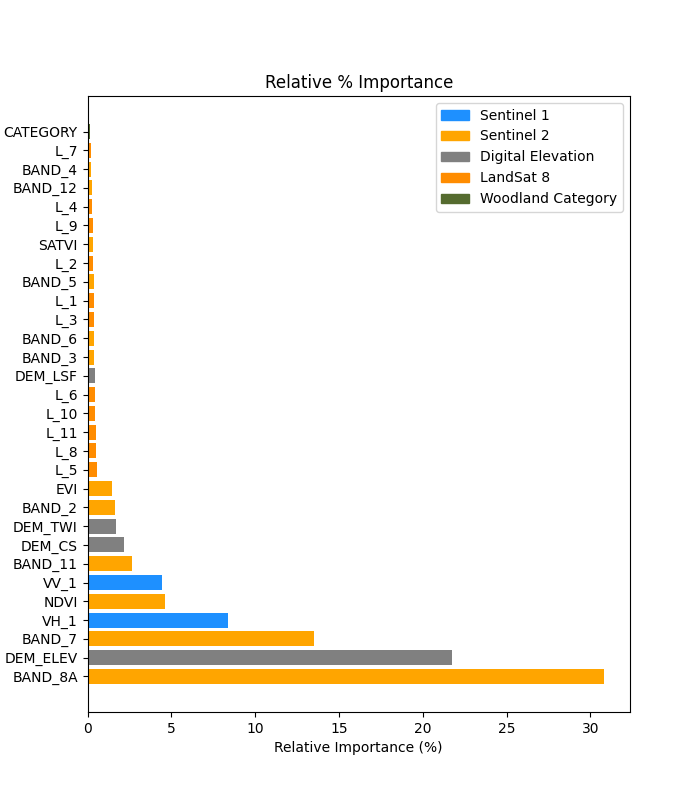 Relative % Importance
Sentinel 1
Sentinel 2
Digital Elevation
LandSat 8
Woodland Category
CATEGORY
L_7
BAND_4
BAND_12
L_4
L_9
SATVI
L_2
BAND_5
L_1
L_3
BAND_6
BAND_3
DEM_LSF
L_6
L_10
L_11
L_8
L_5
EVI
BAND_2
DEM_TWI
DEM_CS
BAND_11
VV_1
NDVI
VH_1
BAND_7
DEM_ELEV
BAND_8A
0 5 10 15 20 25 30
Relative Importance (%)